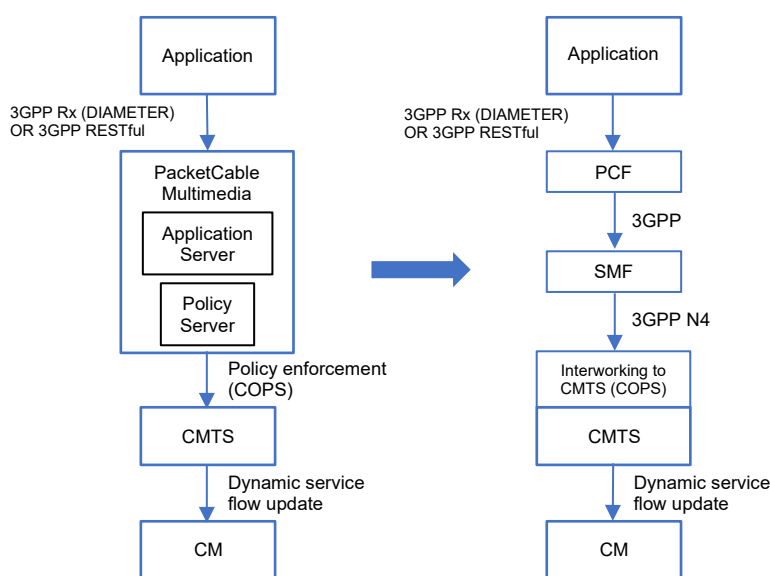 Application
3GPP Rx (DIAMETER)
OR 3GPP RESTful
PacketCable
Multimedia
Application
Server
Policy
Server
Policy enforcement
(COPS)
CMTS
Dynamic service
flow update
CM
Application
3GPP Rx (DIAMETER)
OR 3GPP RESTful
PCF
3GPP
SMF
3GPP N4
Interworking to
CMTS (COPS)
CMTS
Dynamic service
flow update
CM